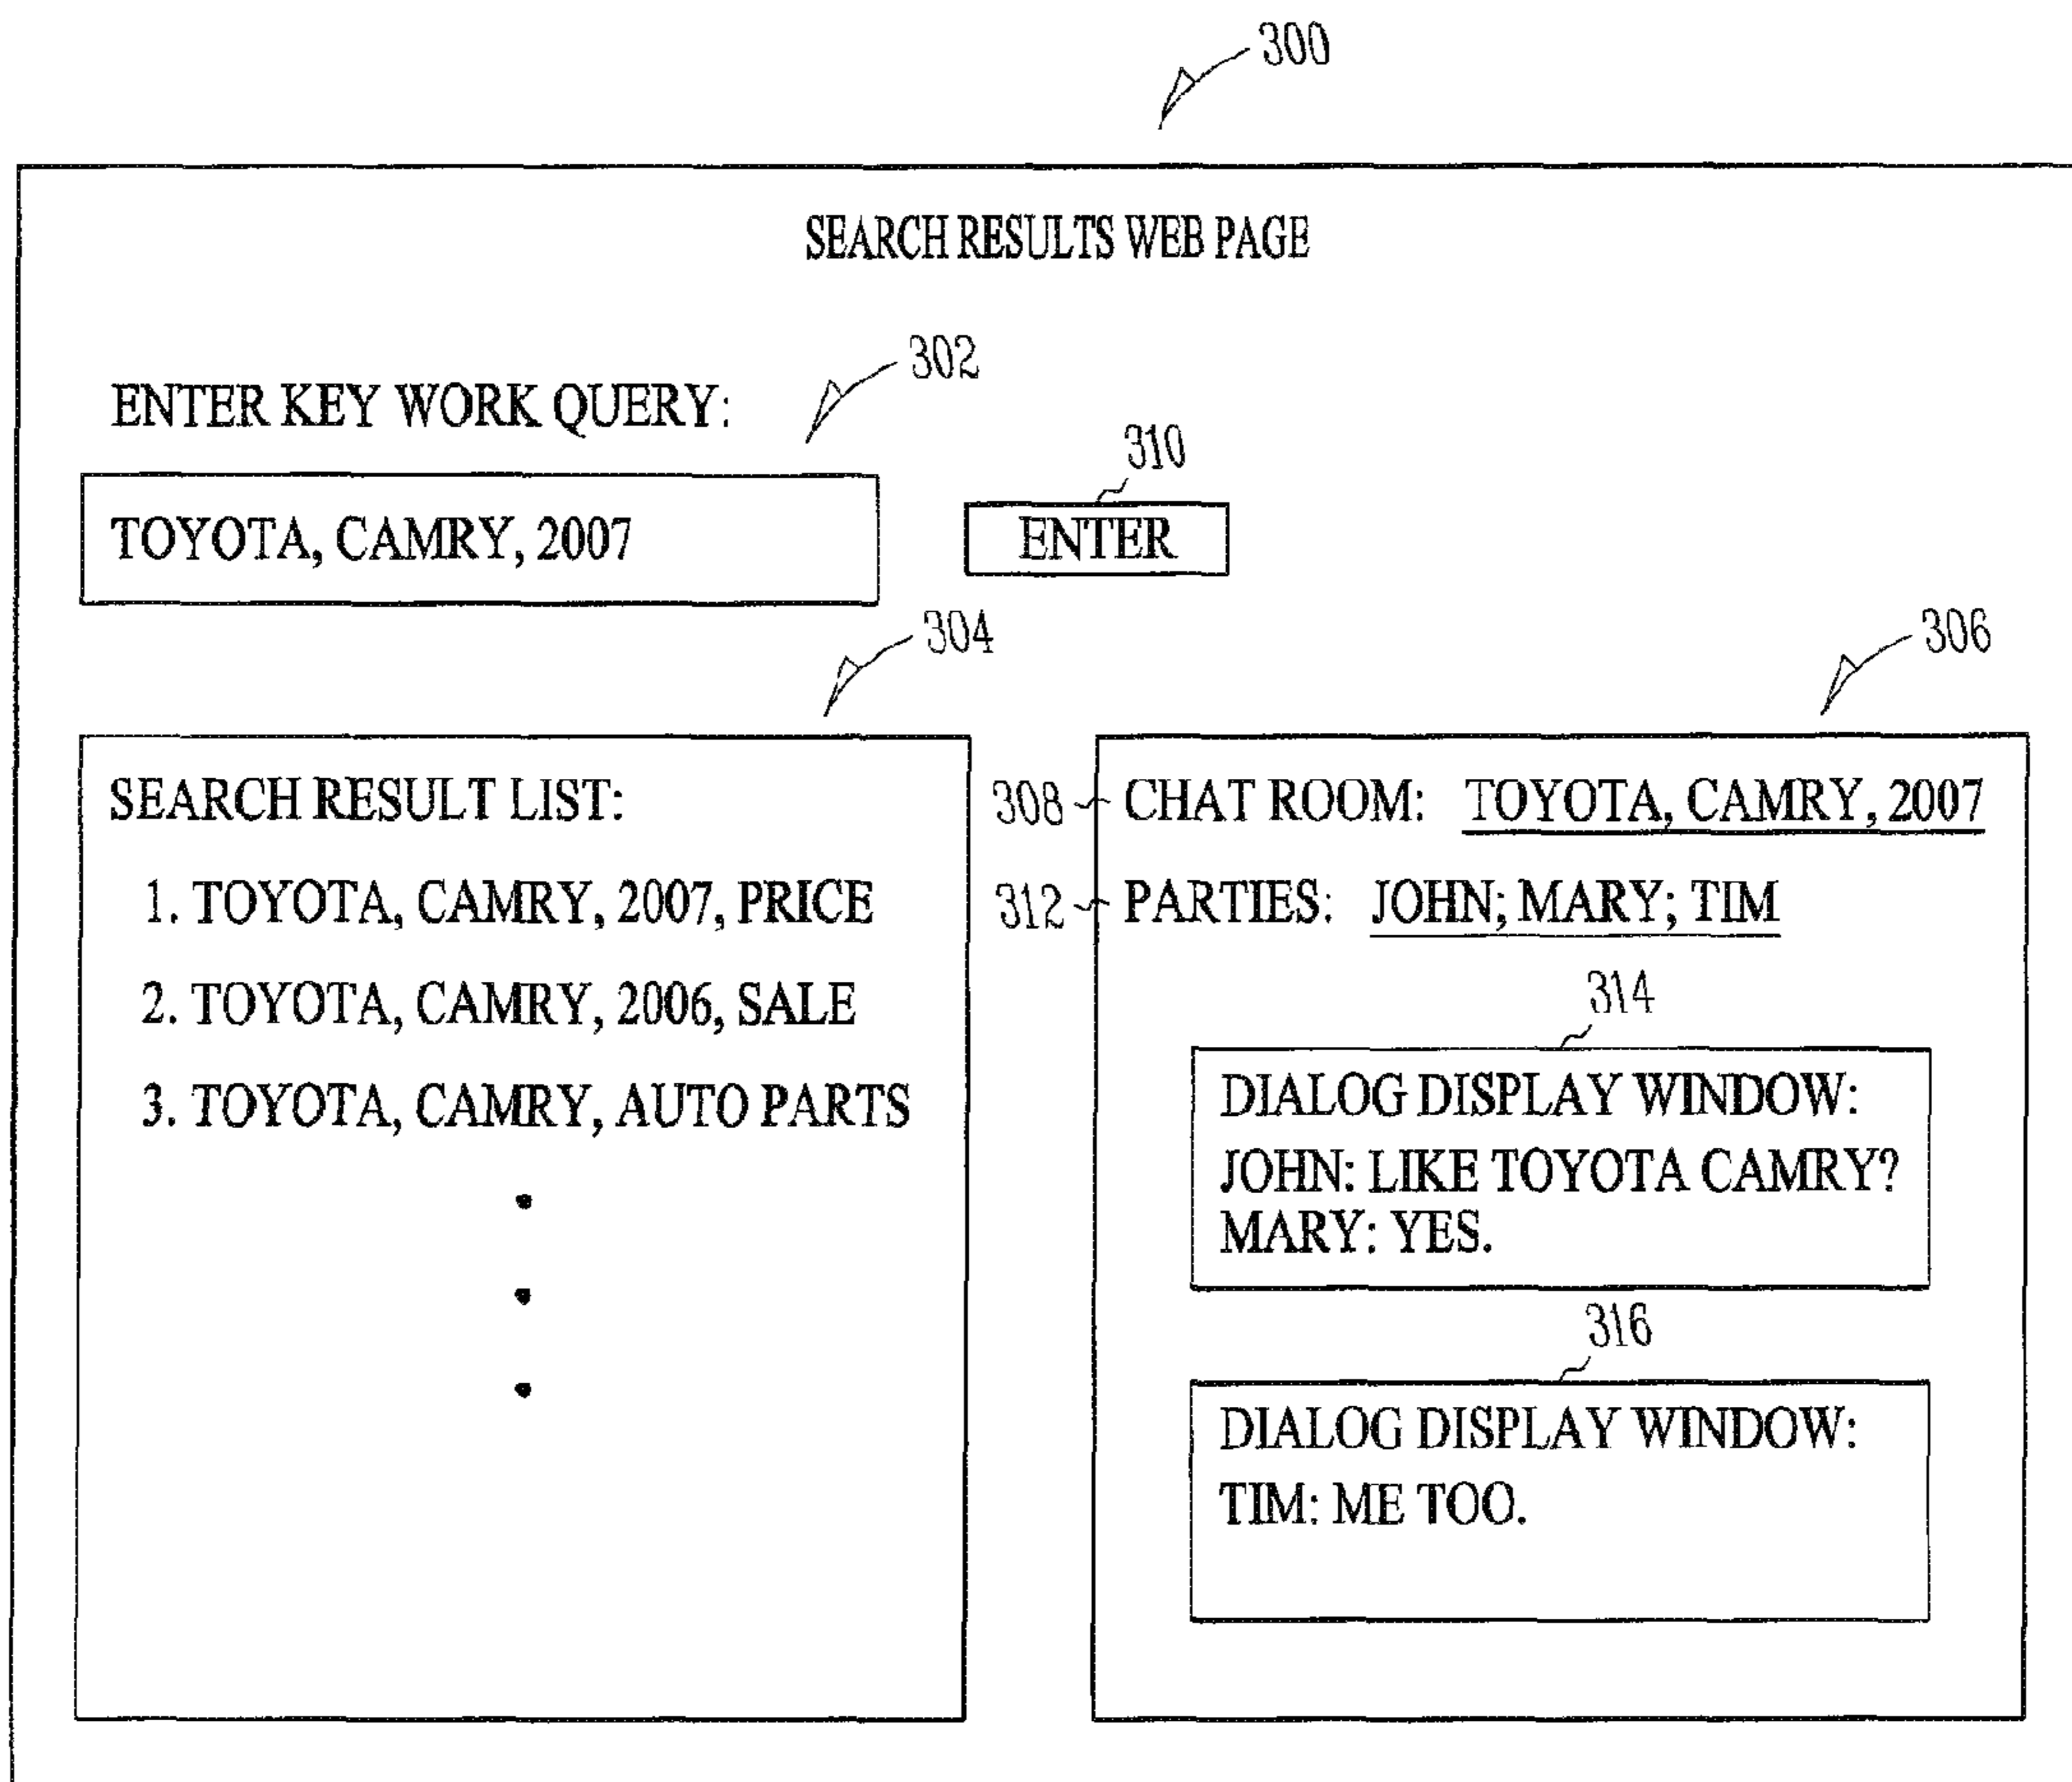 300
SEARCH RESULTS WEB PAGE
302
ENTER KEY WORK QUERY:
310
TOYOTA, CAMRY, 2007
ENTER
304
306
SEARCH RESULT LIST:
1. TOYOTA, CAMRY, 2007, PRICE
2. TOYOTA, CAMRY, 2006, SALE
3. TOYOTA, CAMRY, AUTO PARTS
308
CHAT ROOM: TOYOTA, CAMRY, 2007
312
PARTIES: JOHN; MARY; TIM
314
DIALOG DISPLAY WINDOW:
JOHN: LIKE TOYOTA CAMRY?
MARY: YES.
316
DIALOG DISPLAY WINDOW:
TIM: ME TOO.